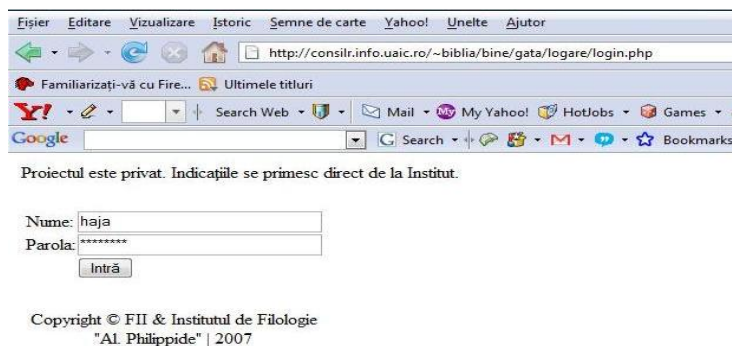 Fișier Editare Vizualizare Istoric Semne de carte Yahoo! Unelte Ajutor
http://consilr.info.uaic.ro/~biblia/bine/gata/logare/login.php
Familiarizați-vă cu Fire... Ultimele titluri
Y! Search Web Mail My My Yahoo! HotJobs Games
Google G Search M Bookmarks
Proiectul este privat. Indicațiile se primesc direct de la Institut.
Nume: haja
Parola: ********
Intră
Copyright © FII & Institutul de Filologie
"Al. Philippide" | 2007